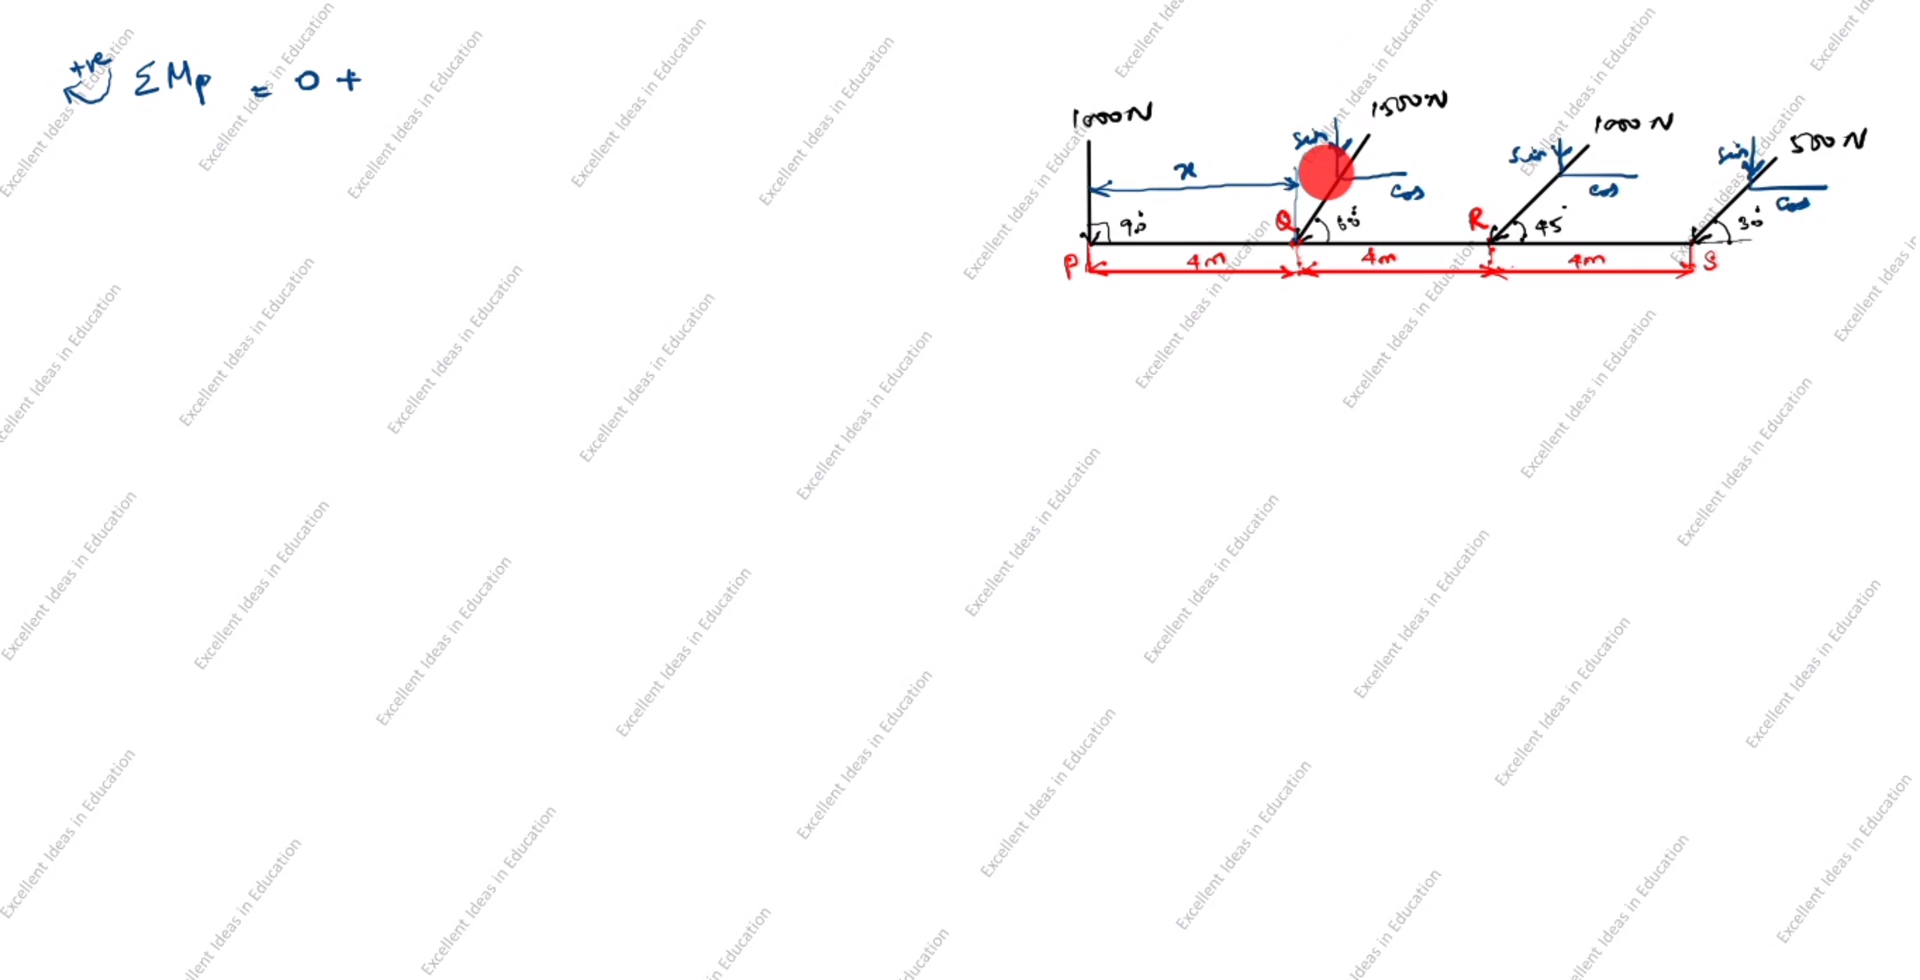 +ve ΣMp = 0 +
1000N
1500N
1000 N
500 N
sin
sin
sin
x
cos
cos
cos
90°
Q
60°
R
45°
30°
P
4m
4m
4m
S
Excellent Ideas in Education